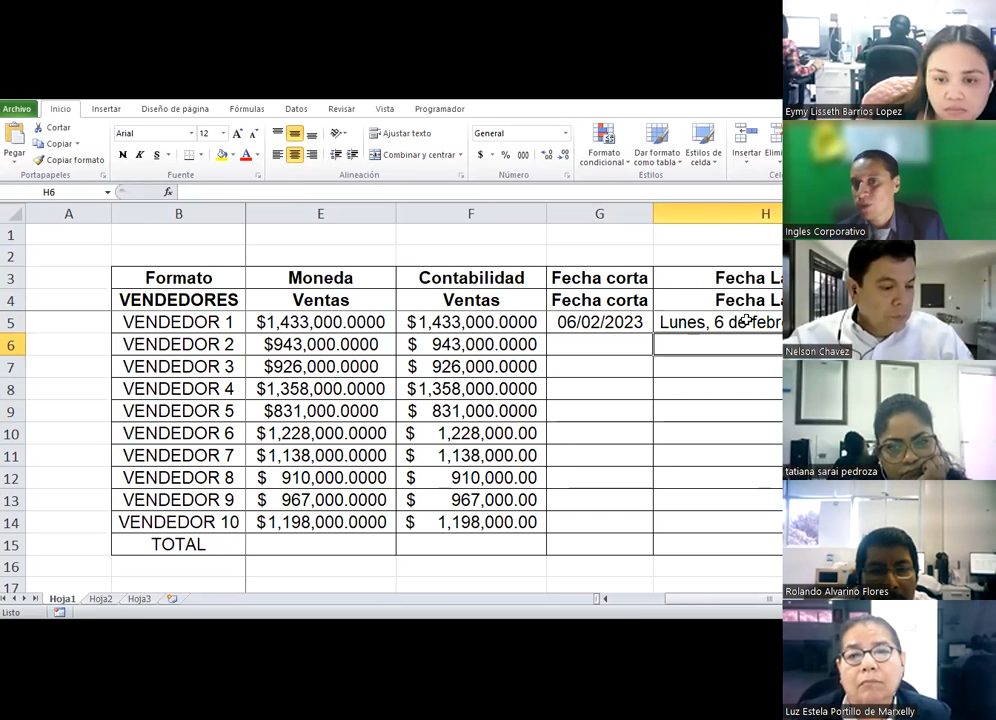 Archivo Inicio Insertar Diseño de página Fórmulas Datos Revisar Vista Programador
Cortar
Copiar
Copiar formato
Pegar
Portapapeles
Arial 12
N K S
Fuente
Ajustar texto
Combinar y centrar
Alineación
General
$ % 000
Número
Formato condicional
Dar formato como tabla
Estilos de celda
Estilos
Insertar
H6 fx
A B E F G H
1
2
3 Formato Moneda Contabilidad Fecha corta Fecha La
4 VENDEDORES Ventas Ventas Fecha corta Fecha La
5 VENDEDOR 1 $1,433,000.0000 $1,433,000.0000 06/02/2023 Lunes, 6 de febre
6 VENDEDOR 2 $943,000.0000 $ 943,000.0000
7 VENDEDOR 3 $926,000.0000 $ 926,000.0000
8 VENDEDOR 4 $1,358,000.0000 $1,358,000.0000
9 VENDEDOR 5 $831,000.0000 $ 831,000.0000
10 VENDEDOR 6 $1,228,000.0000 $ 1,228,000.00
11 VENDEDOR 7 $1,138,000.0000 $ 1,138,000.00
12 VENDEDOR 8 $ 910,000.0000 $ 910,000.00
13 VENDEDOR 9 $ 967,000.0000 $ 967,000.00
14 VENDEDOR 10 $1,198,000.0000 $ 1,198,000.00
15 TOTAL
16
17
Hoja1 Hoja2 Hoja3
Listo
Eymy Lisseth Barrios Lopez
Ingles Corporativo
Nelson Chavez
tatiana sarai pedroza
Rolando Alvarino Flores
Luz Estela Portillo de Marxelly